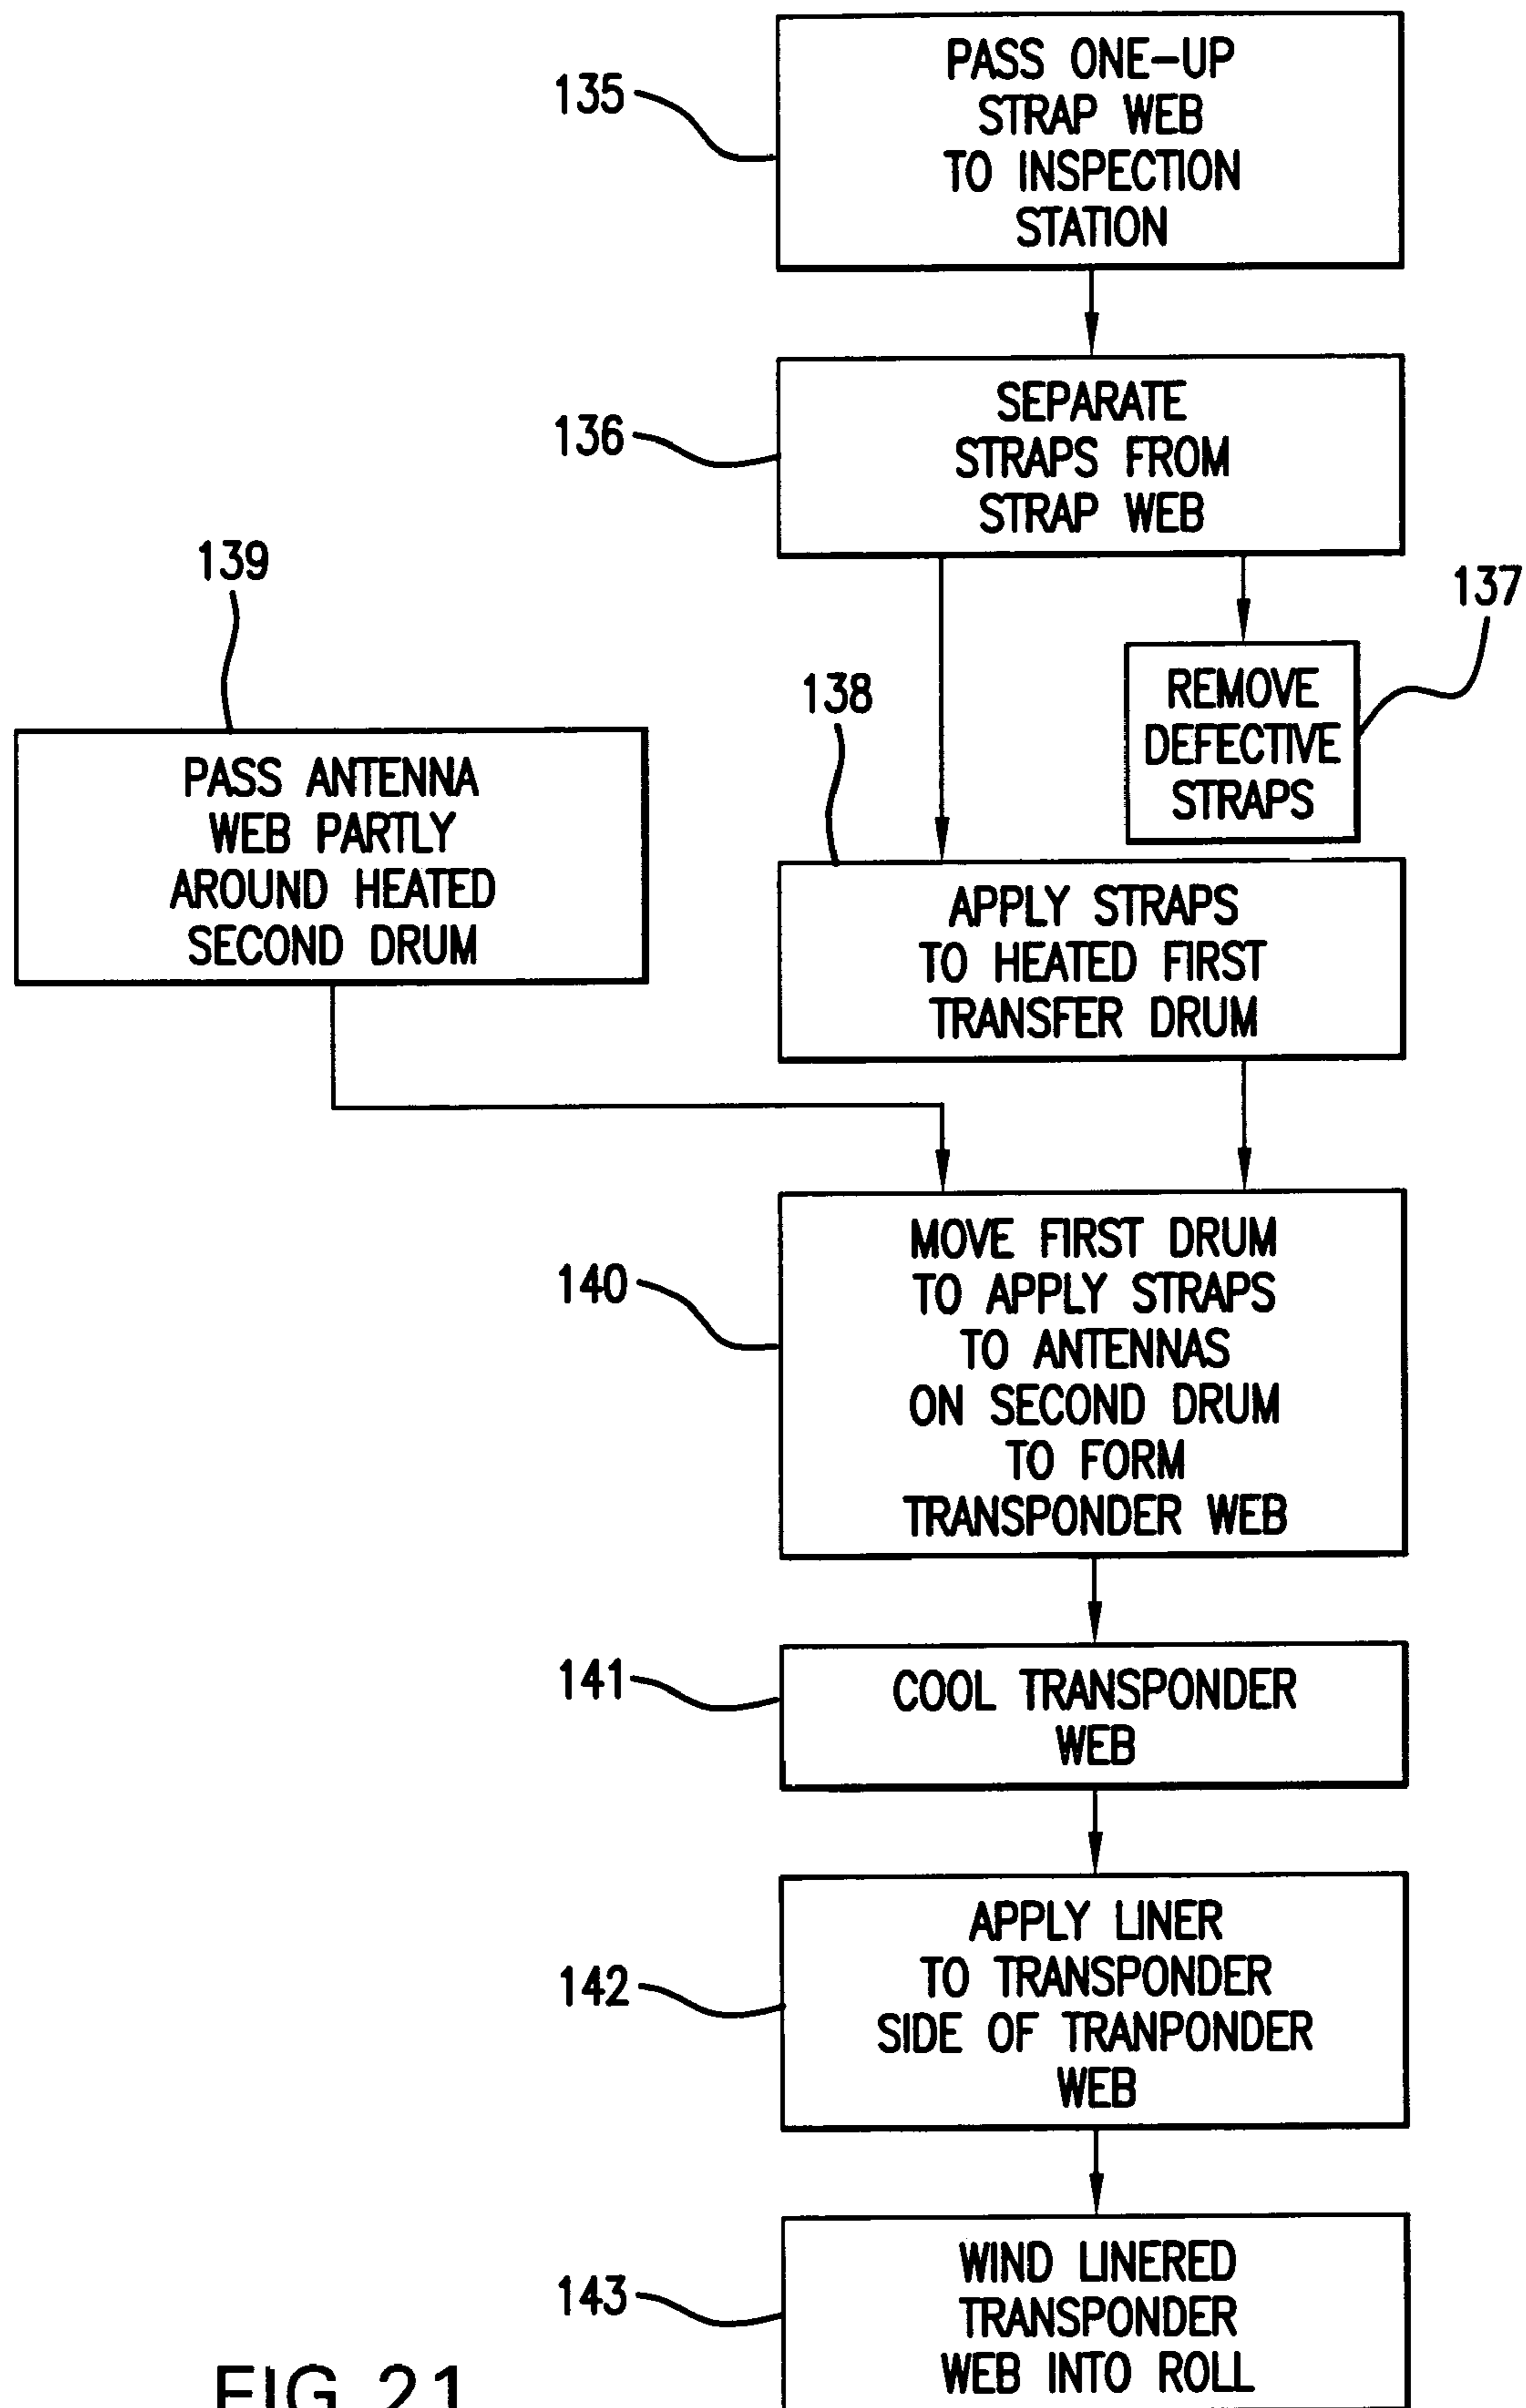 135
PASS ONE-UP
STRAP WEB
TO INSPECTION
STATION
136
SEPARATE
STRAPS FROM
STRAP WEB
137
REMOVE
DEFECTIVE
STRAPS
139
PASS ANTENNA
WEB PARTLY
AROUND HEATED
SECOND DRUM
138
APPLY STRAPS
TO HEATED FIRST
TRANSFER DRUM
140
MOVE FIRST DRUM
TO APPLY STRAPS
TO ANTENNAS
ON SECOND DRUM
TO FORM
TRANSPONDER WEB
141
COOL TRANSPONDER
WEB
142
APPLY LINER
TO TRANSPONDER
SIDE OF TRANPONDER
WEB
143
WIND LINERED
TRANSPONDER
WEB INTO ROLL
FIG 21